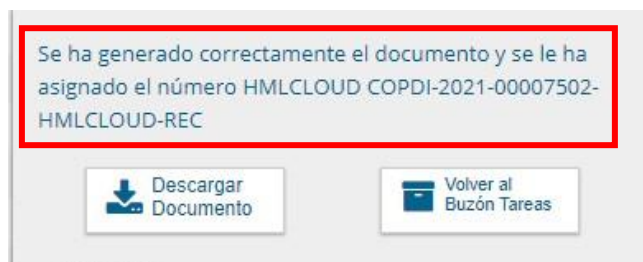 Se ha generado correctamente el documento y se le ha
asignado el número HMLCLOUD COPDI-2021-00007502-
HMLCLOUD-REC
Descargar
Documento
Volver al
Buzón Tareas